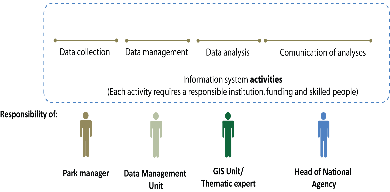 Data collection Data management Data analysis Comunication of analyses
Information system activities
(Each activity requires a responsible institution, funding and skilled people)
Responsibility of:
Park manager Data Management Unit GIS Unit/ Thematic expert Head of National Agency